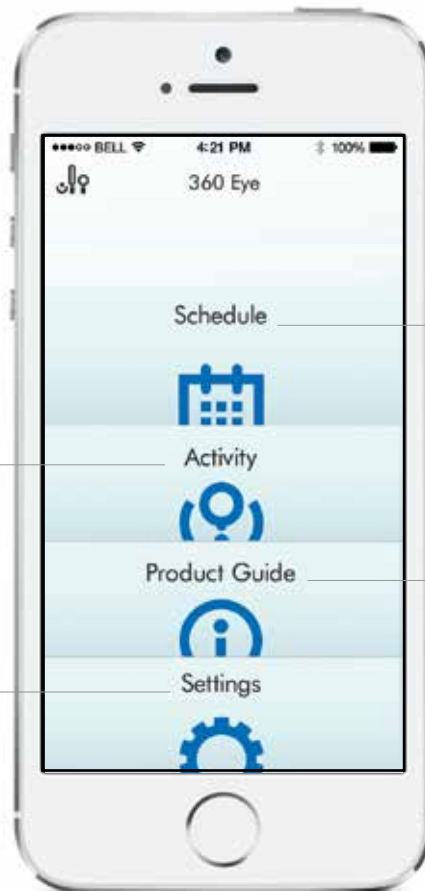 BELL 4:21 PM 100%
360 Eye
Schedule
Activity
Product Guide
Settings